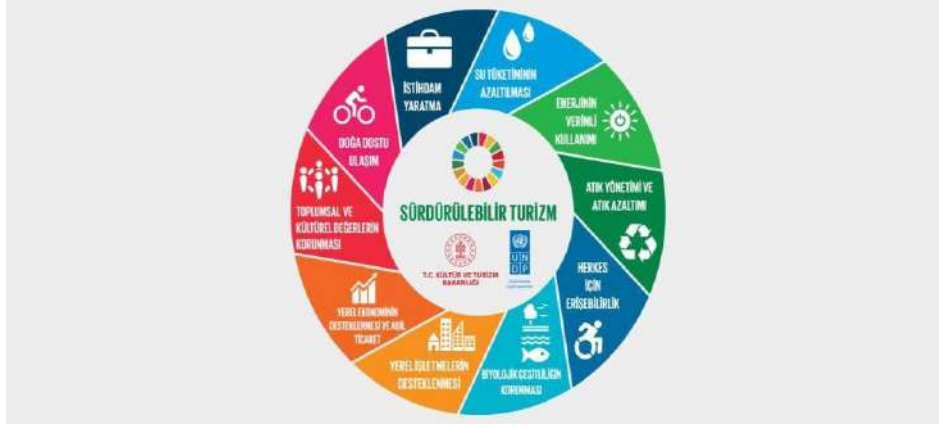 SU TÜKETİMİNİN
AZALTILMASI
ENERJİNİN
VERİMLİ
KULLANIMI
ATIK YÖNETİMİ VE
ATIK AZALTIMI
HERKES
İÇİN
ERİŞEBİLİRLİK
BİYOLOJİK ÇEŞİTLİLİĞİN
KORUNMASI
YEREL İŞLETMELERİN
DESTEKLENMESİ
YEREL EKONOMİNİN
DESTEKLENMESİ VE ADİL
TİCARET
TOPLUMSAL VE
KÜLTÜREL DEĞERLERİN
KORUNMASI
DOĞA DOSTU
ULAŞIN
İSTİHDAM
YARATMA
SÜRDÜRÜLEBİLİR TURİZM
T.C. KÜLTÜR VE TURİZM
BAKANLIĞI
U N
D P